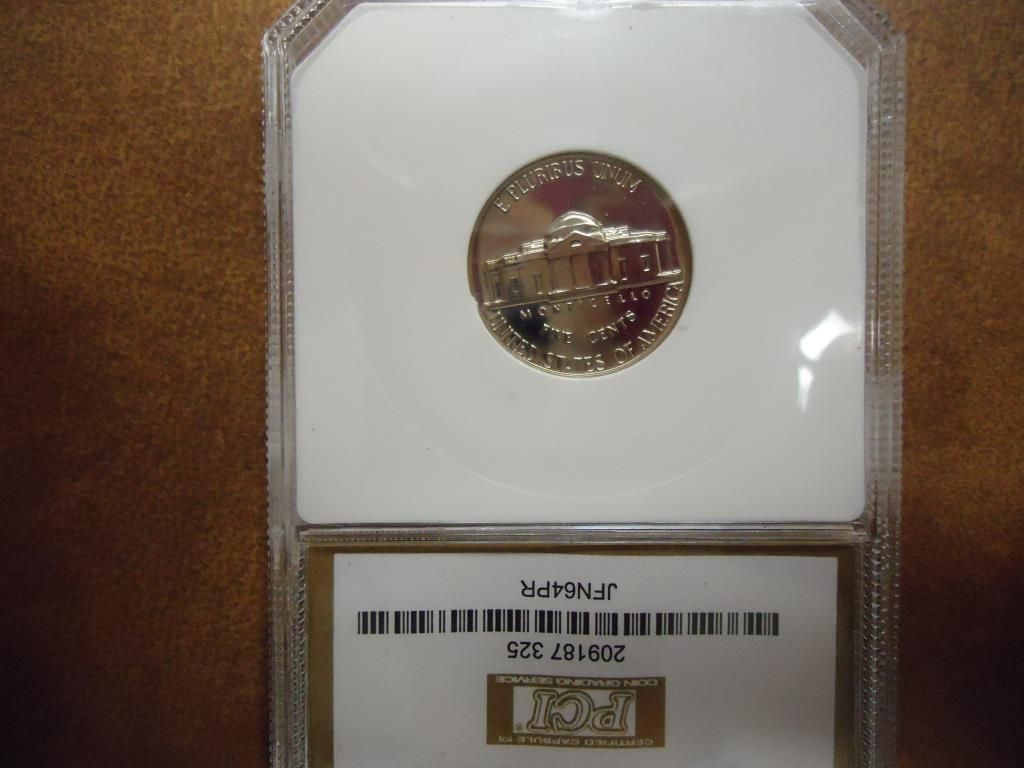 E PLURIBUS UNUM
MONTICELLO
FIVE CENTS
UNITED STATES OF AMERICA
JFN64PR
209187 325
COIN GRADING SERVICE
PCI®
CERTIFIED CAPSULE